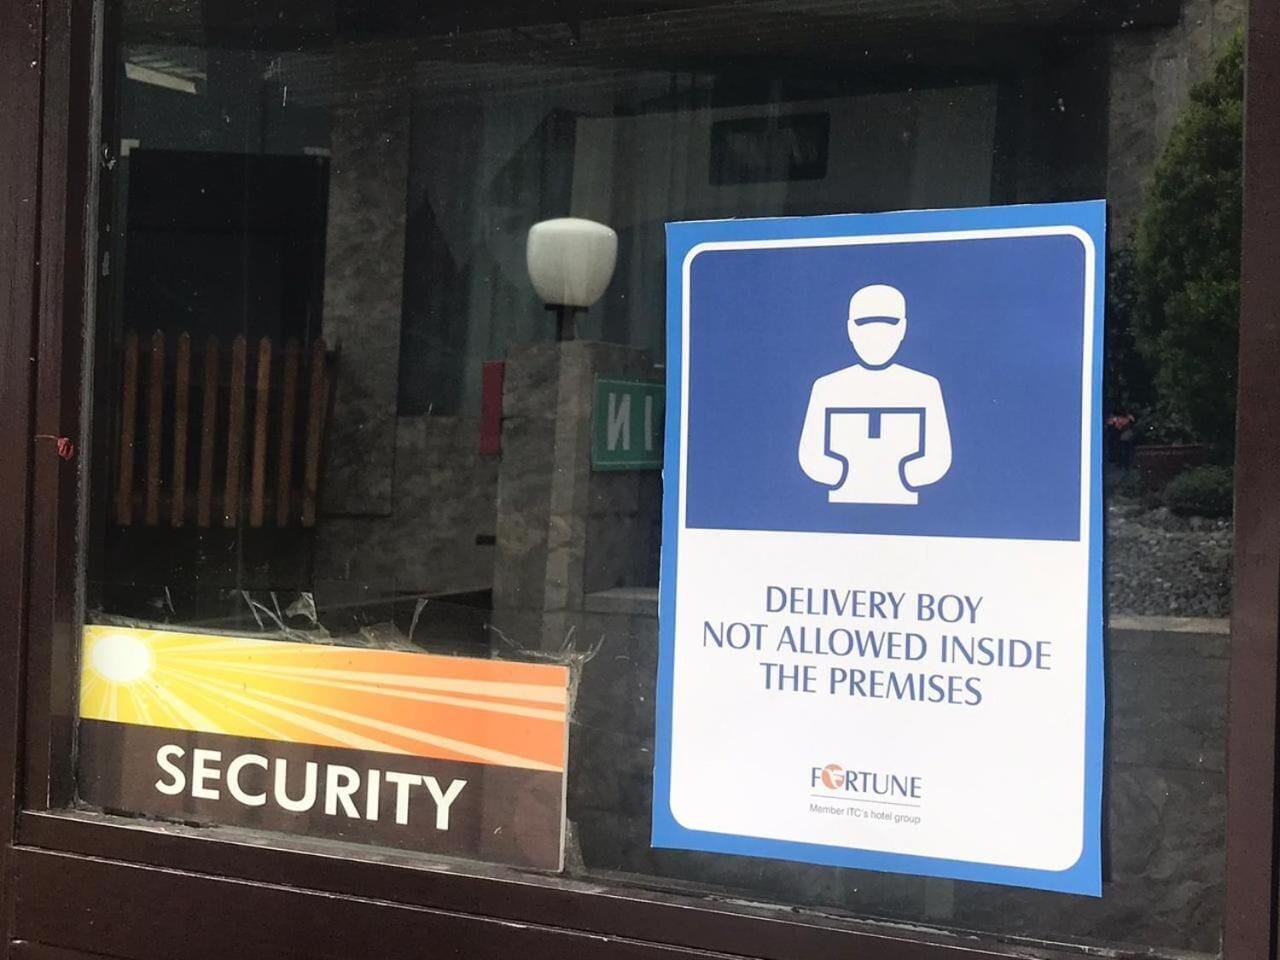 SECURITY
DELIVERY BOY
NOT ALLOWED INSIDE
THE PREMISES
FORTUNE
Member ITC's hotel group